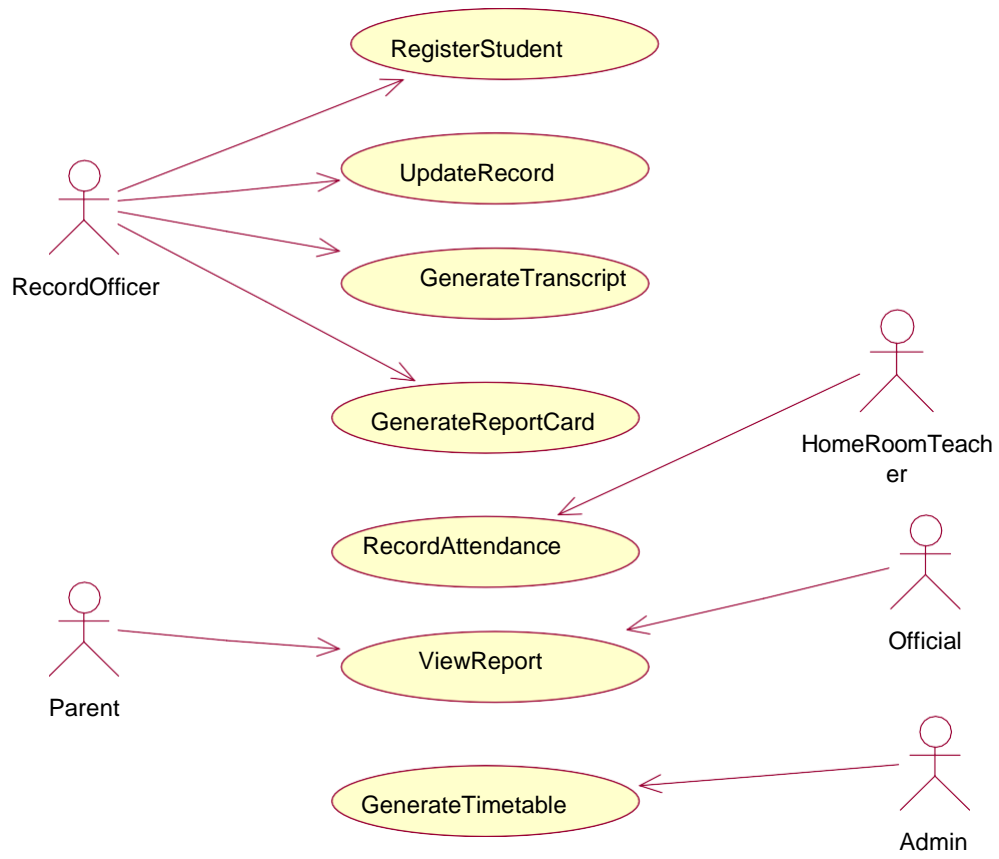 RegisterStudent
UpdateRecord
RecordOfficer
GenerateTranscript
GenerateReportCard
HomeRoomTeach
er
RecordAttendance
Official
ViewReport
Parent
GenerateTimetable
Admin